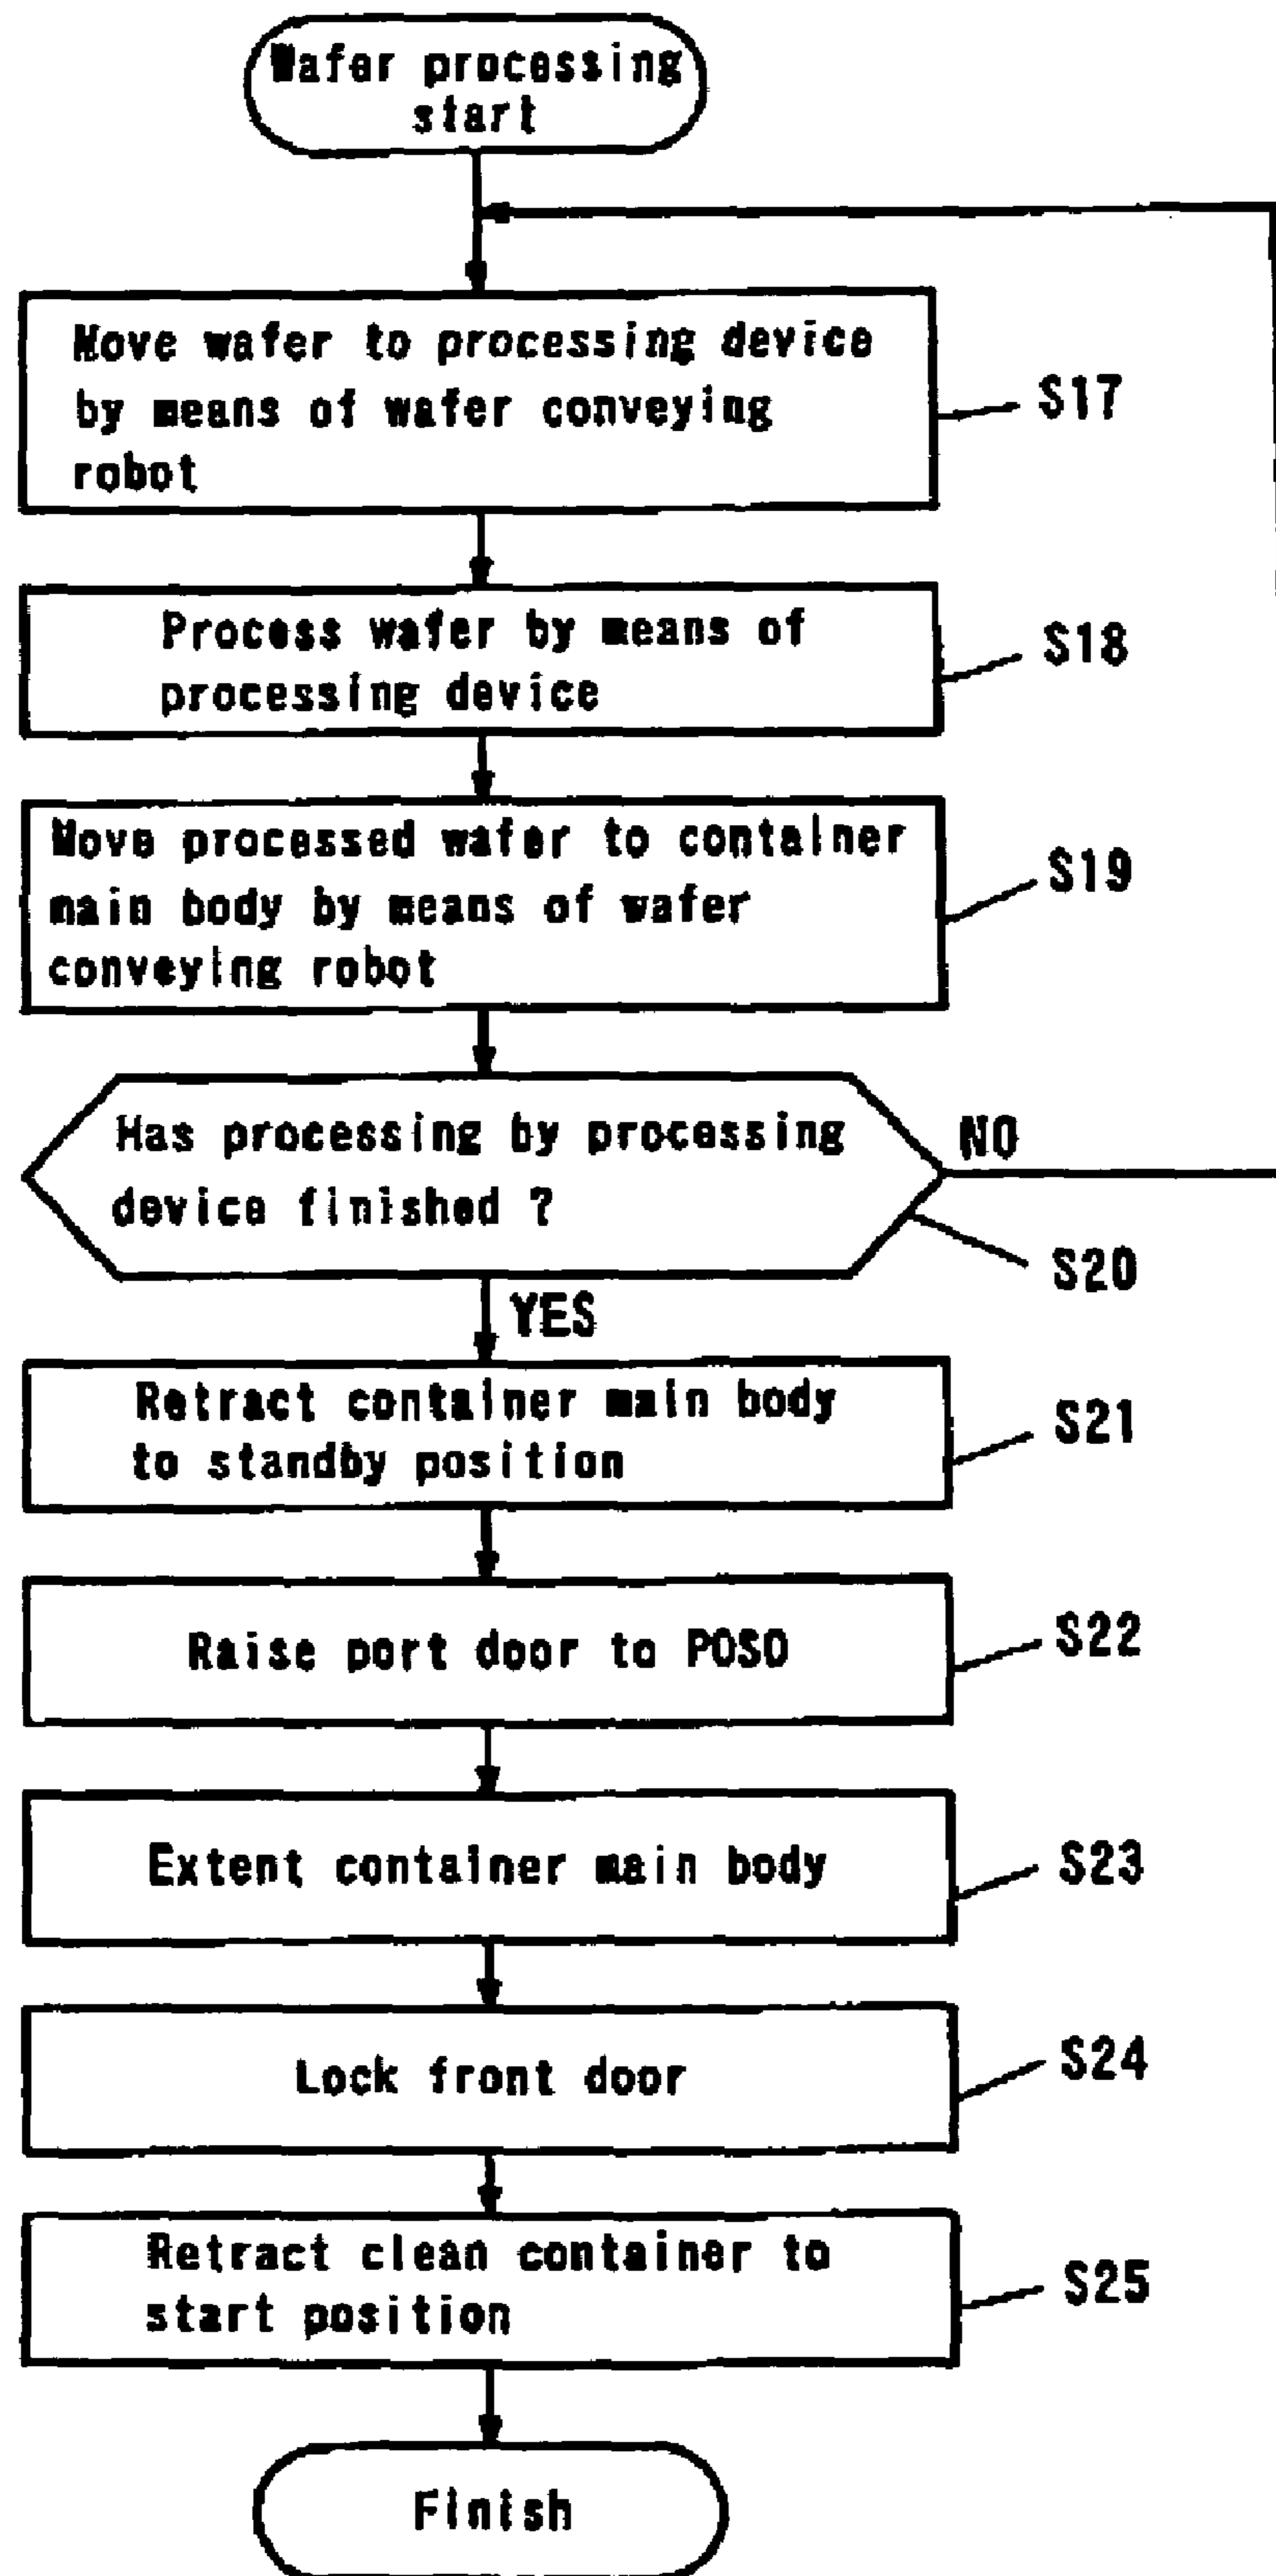 Wafer processing
start
Move wafer to processing device
by means of wafer conveying
robot
S17
Process wafer by means of
processing device
S18
Move processed wafer to container
main body by means of wafer
conveying robot
S19
Has processing by processing
device finished ?
NO
S20
YES
Retract container main body
to standby position
S21
Raise port door to POSO
S22
Extent container main body
S23
Lock front door
S24
Retract clean container to
start position
S25
Finish